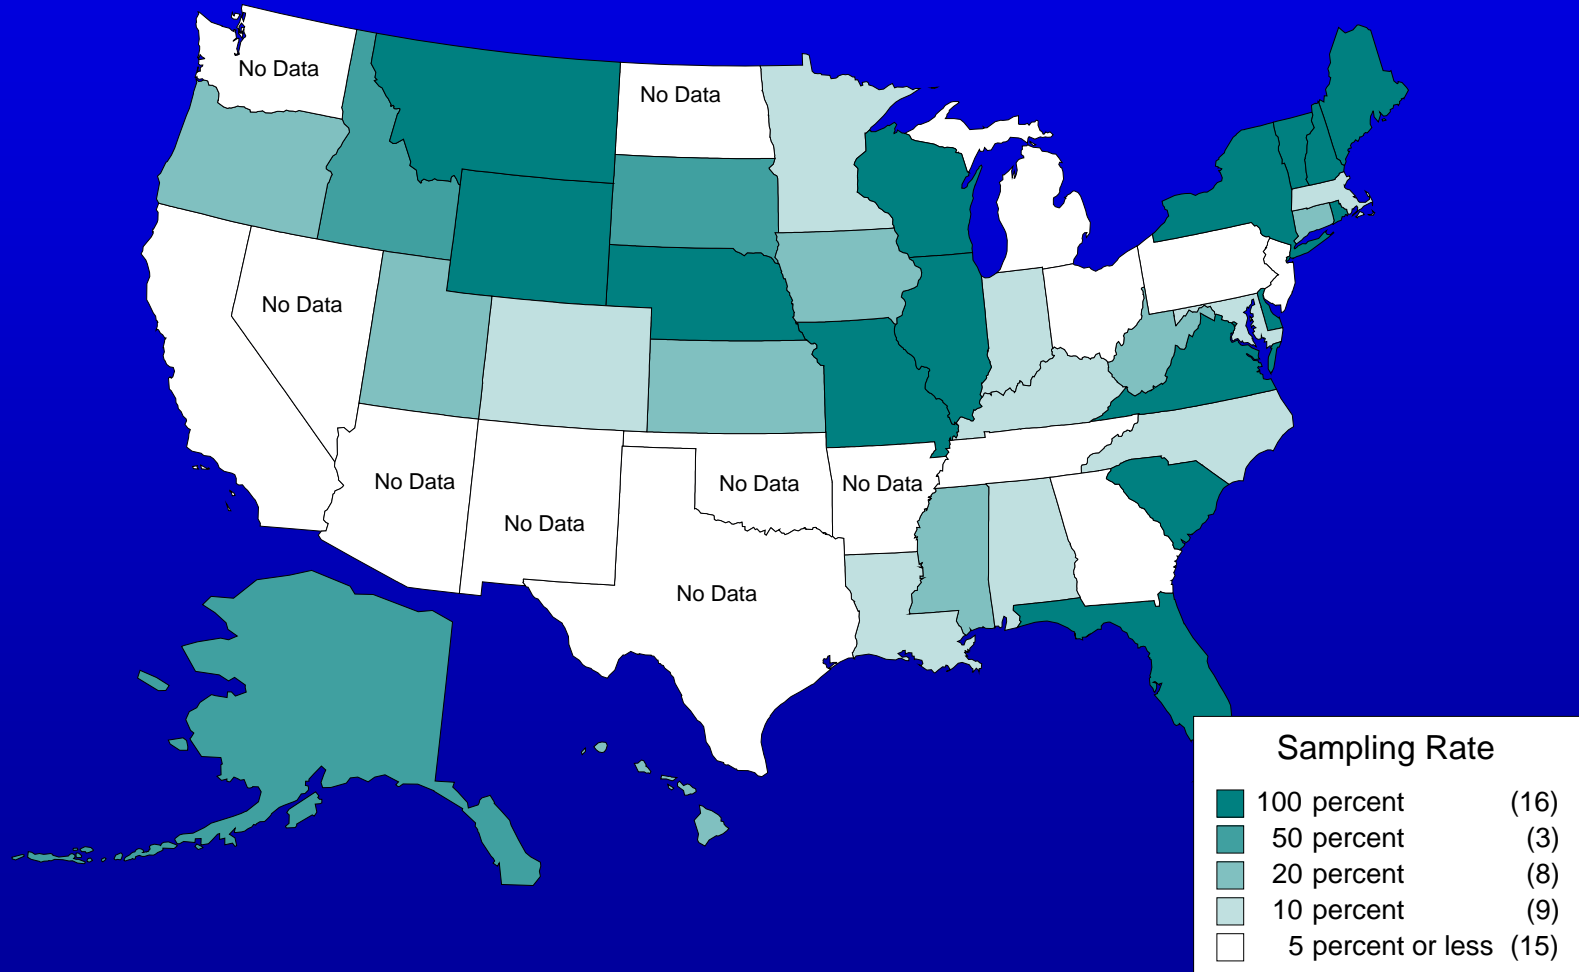 No Data
No Data
No Data
No Data
No Data
No Data
No Data
No Data
Sampling Rate
100 percent (16)
50 percent (3)
20 percent (8)
10 percent (9)
5 percent or less (15)